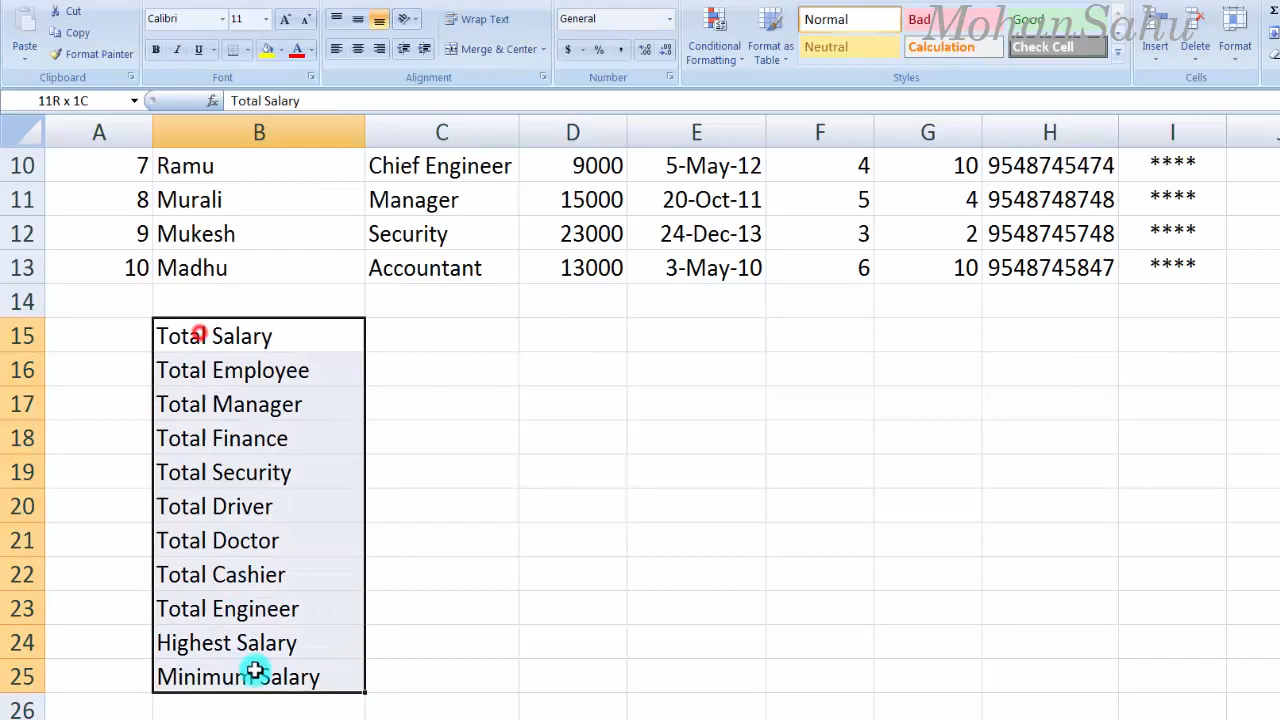 Cut
Copy
Paste
Format Painter
Clipboard
Calibri 11 A A
B I U A
Font
Wrap Text
Merge & Center
Alignment
General
$ % , .0 .00 .00 .0
Number
Conditional Formatting
Format as Table
Normal Bad Good
Neutral Calculation Check Cell
Styles
Insert Delete Format
Cells
MohanSahu
11R x 1C fx Total Salary
A B C D E F G H I
10 7 Ramu Chief Engineer 9000 5-May-12 4 10 9548745474 ****
11 8 Murali Manager 15000 20-Oct-11 5 4 9548748748 ****
12 9 Mukesh Security 23000 24-Dec-13 3 2 9548745748 ****
13 10 Madhu Accountant 13000 3-May-10 6 10 9548745847 ****
14
15 Total Salary
16 Total Employee
17 Total Manager
18 Total Finance
19 Total Security
20 Total Driver
21 Total Doctor
22 Total Cashier
23 Total Engineer
24 Highest Salary
25 Minimum Salary
26